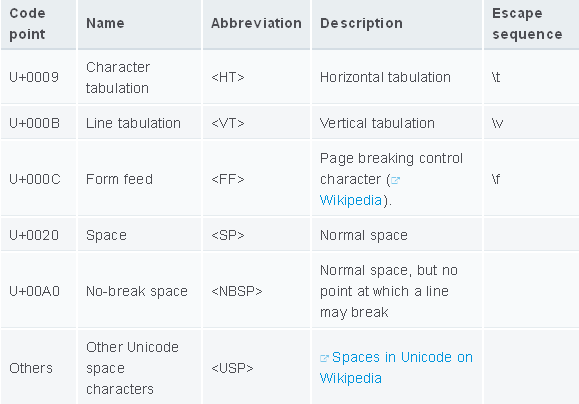 Code point Name Abbreviation Description Escape sequence
U+0009 Character tabulation <HT> Horizontal tabulation \t
U+000B Line tabulation <VT> Vertical tabulation \v
U+000C Form feed <FF> Page breaking control character (Wikipedia). \f
U+0020 Space <SP> Normal space
U+00A0 No-break space <NBSP> Normal space, but no point at which a line may break
Others Other Unicode space characters <USP> Spaces in Unicode on Wikipedia